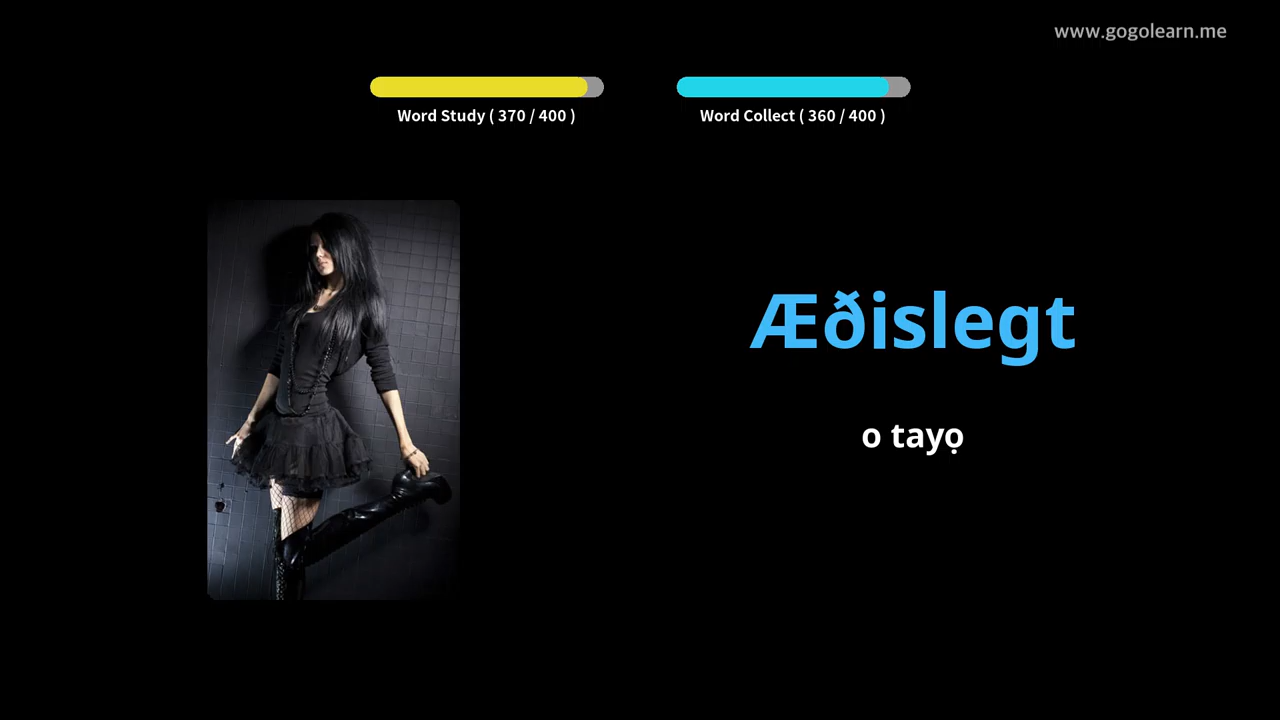 www.gogolearn.me
Word Study ( 370 / 400 )
Word Collect ( 360 / 400 )
Æðislegt
o tayọ